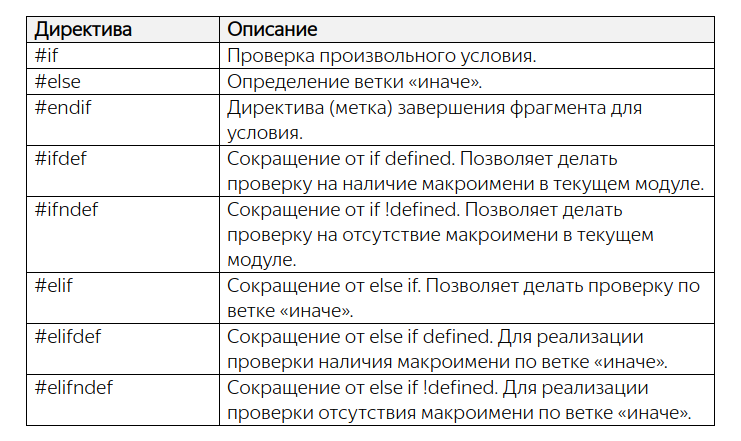 Директива Описание
#if Проверка произвольного условия.
#else Определение ветки «иначе».
#endif Директива (метка) завершения фрагмента для
условия.
#ifdef Сокращение от if defined. Позволяет делать
проверку на наличие макроимени в текущем модуле.
#ifndef Сокращение от if !defined. Позволяет делать
проверку на отсутствие макроимени в текущем
модуле.
#elif Сокращение от else if. Позволяет делать проверку по
ветке «иначе».
#elifdef Сокращение от else if defined. Для реализации
проверки наличия макроимени по ветке «иначе».
#elifndef Сокращение от else if !defined. Для реализации
проверки отсутствия макроимени по ветке «иначе».